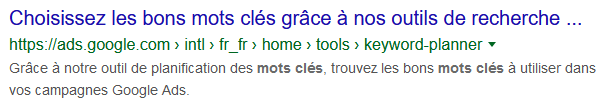 Choisissez les bons mots clés grâce à nos outils de recherche ...
https://ads.google.com › intl › fr_fr › home › tools › keyword-planner
Grâce à notre outil de planification des mots clés, trouvez les bons mots clés à utiliser dans
vos campagnes Google Ads.